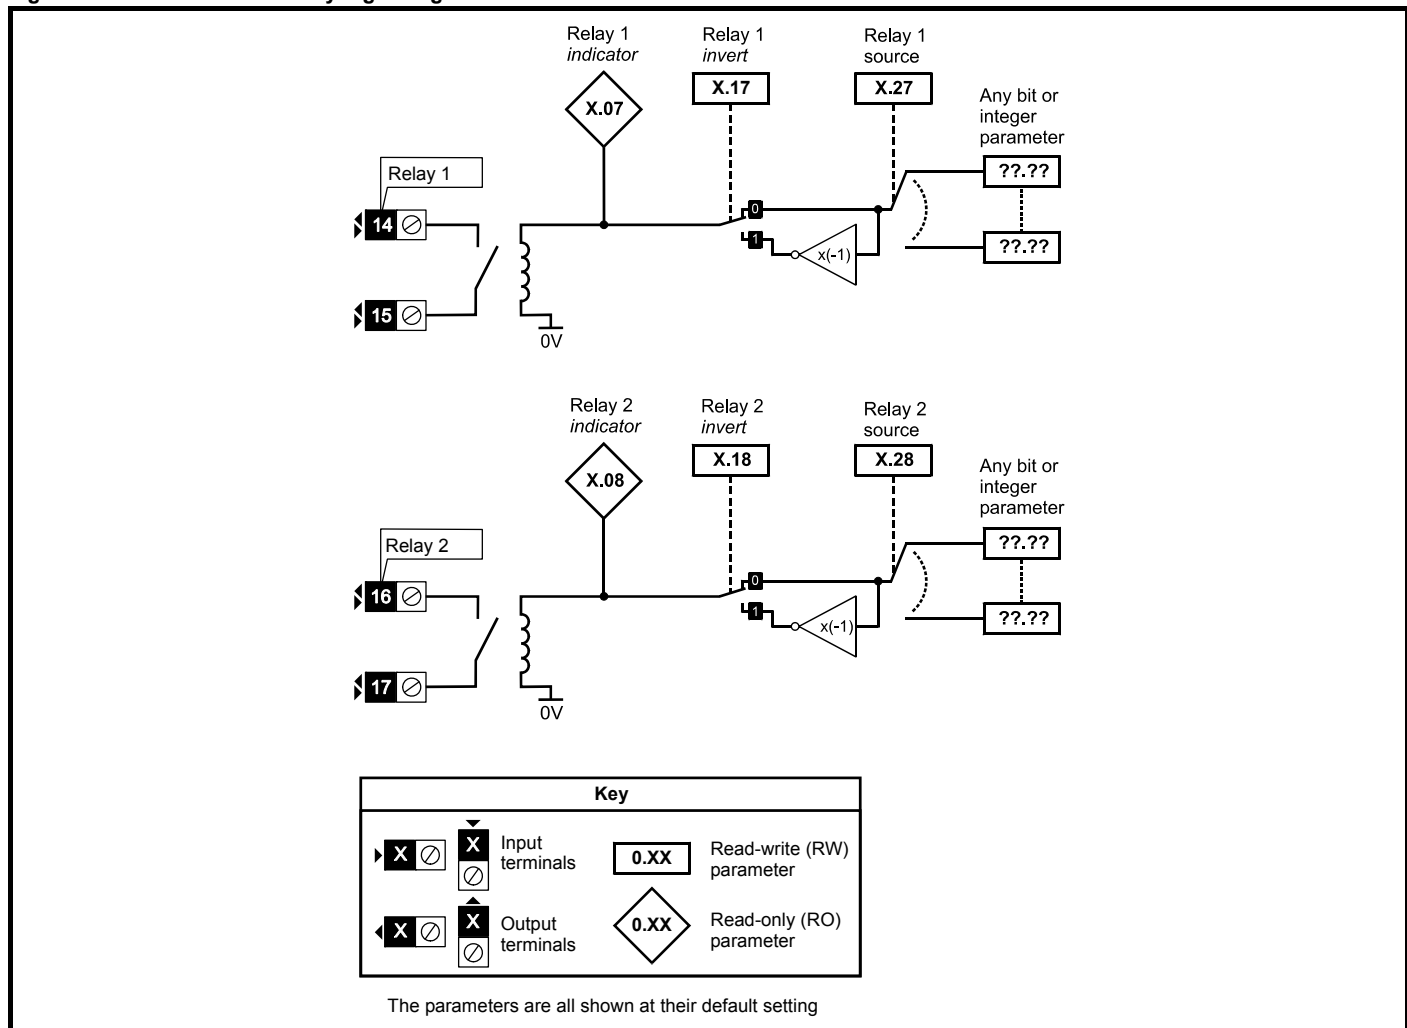 Relay 1
indicator
Relay 1
invert
Relay 1
source
X.07
X.17
X.27
Any bit or
integer
parameter
Relay 1
??.??
14
0
1
x(-1)
??.??
15
0V
Relay 2
indicator
Relay 2
invert
Relay 2
source
X.08
X.18
X.28
Any bit or
integer
parameter
Relay 2
??.??
16
0
1
x(-1)
??.??
17
0V
Key
X
X
Input
terminals
0.XX
Read-write (RW)
parameter
X
X
Output
terminals
0.XX
Read-only (RO)
parameter
The parameters are all shown at their default setting